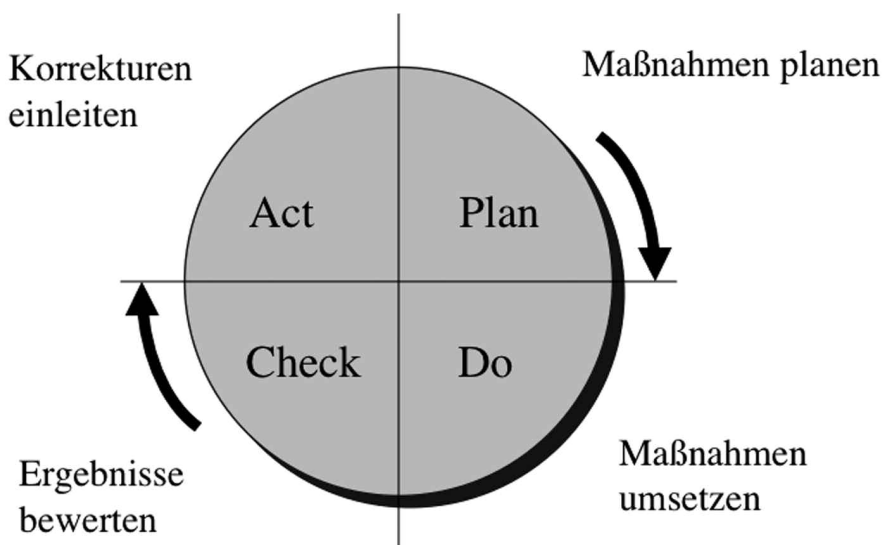 Korrekturen
einleiten
Maßnahmen planen
Act
Plan
Check
Do
Ergebnisse
bewerten
Maßnahmen
umsetzen